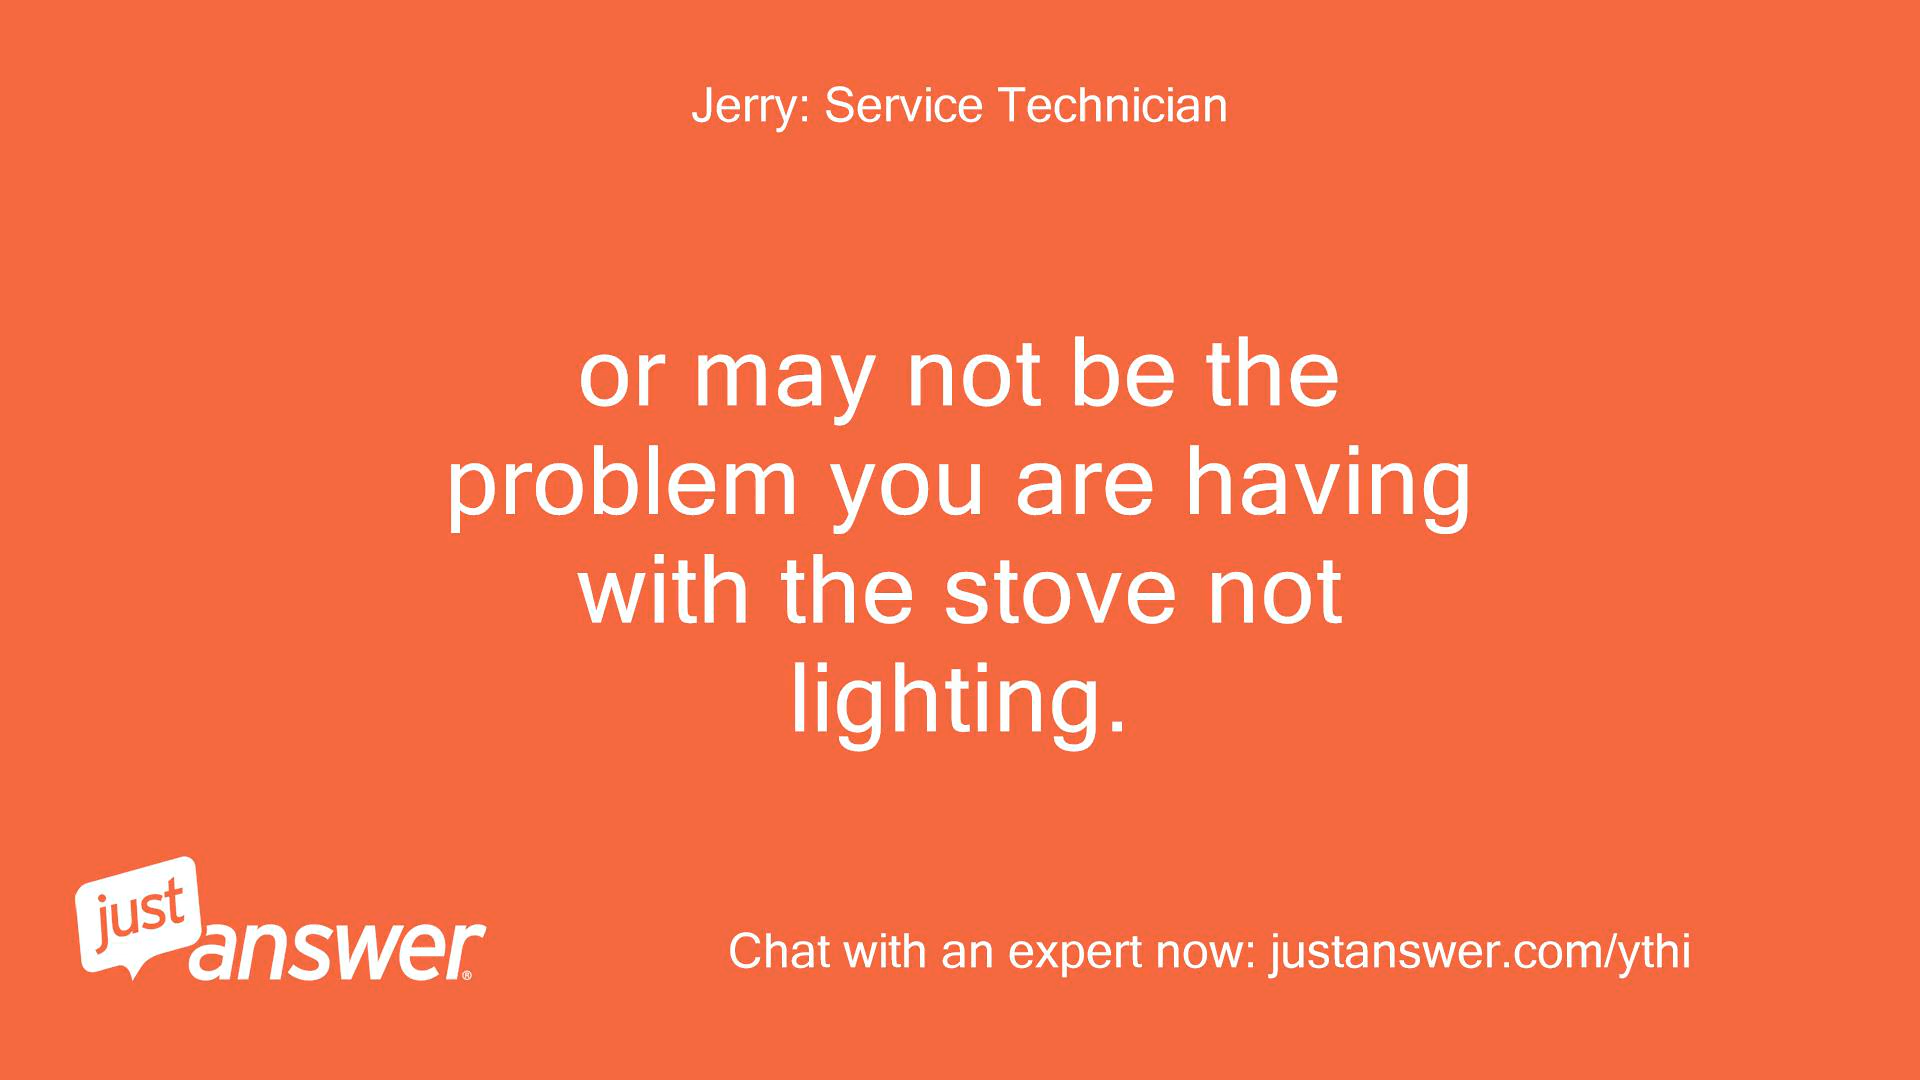 Jerry: Service Technician
or may not be the
problem you are having
with the stove not
lighting.
just
answer®
Chat with an expert now: justanswer.com/ythi